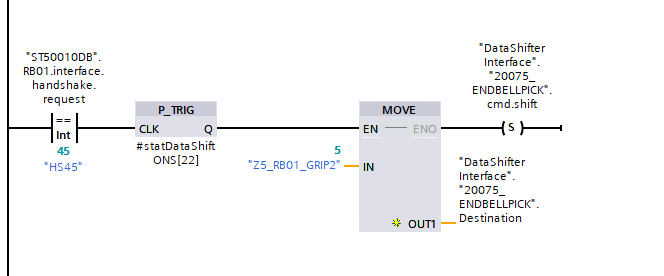 "ST50010DB".
RB01.interface.
handshake.
request
==
Int
45
"HS45"
P_TRIG
CLK Q
#statDataShift
ONS[22]
MOVE
EN ENO
5
"Z5_RB01_GRIP2" IN
OUT1
"DataShifter
Interface".
"20075_
ENDBELLPICK".
cmd.shift
S
"DataShifter
Interface".
"20075_
ENDBELLPICK".
Destination